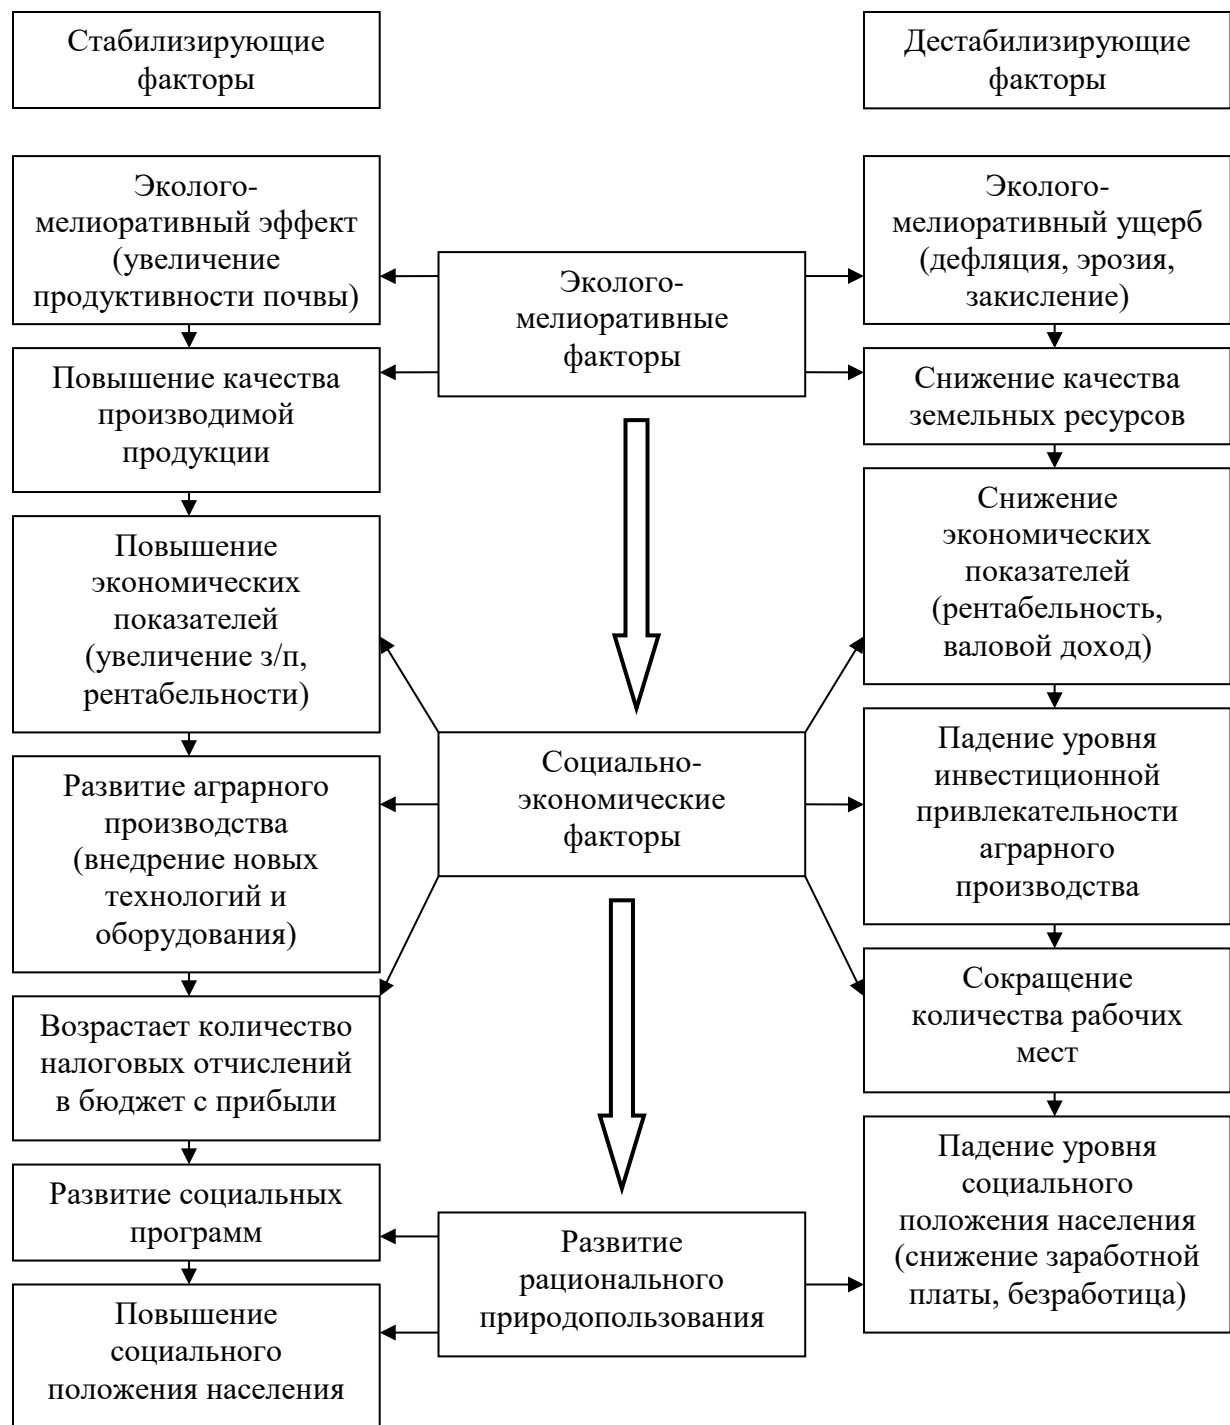 Стабилизирующие
факторы
Дестабилизирующие
факторы
Эколого-
мелиоративный эффект
(увеличение
продуктивности почвы)
Повышение качества
производимой
продукции
Повышение
экономических
показателей
(увеличение з/п,
рентабельности)
Развитие аграрного
производства
(внедрение новых
технологий и
оборудования)
Возрастает количество
налоговых отчислений
в бюджет с прибыли
Развитие социальных
программ
Повышение
социального
положения населения
Эколого-
мелиоративные
факторы
Социально-
экономические
факторы
Развитие
рационального
природопользования
Эколого-
мелиоративный ущерб
(дефляция, эрозия,
закисление)
Снижение качества
земельных ресурсов
Снижение
экономических
показателей
(рентабельность,
валовой доход)
Падение уровня
инвестиционной
привлекательности
аграрного
производства
Сокращение
количества рабочих
мест
Падение уровня
социального
положения населения
(снижение заработной
платы, безработица)